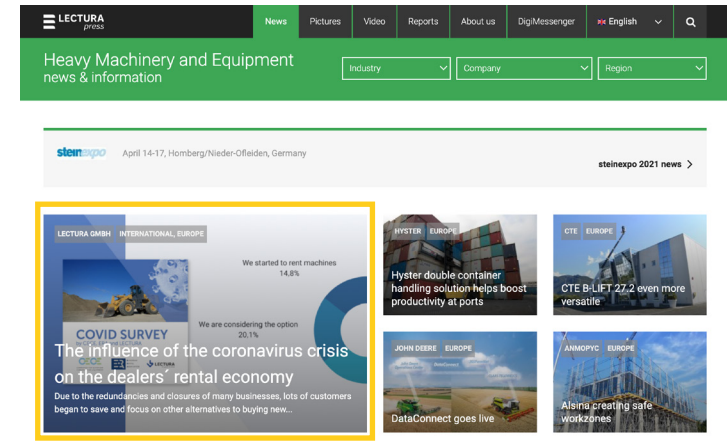 LECTURA
press
News Pictures Video Reports About us DigiMessenger English
Heavy Machinery and Equipment
news & information
Industry Company Region
steinexpo April 14-17, Homberg/Nieder-Ofleiden, Germany
steinexpo 2021 news
LECTURA GMBH INTERNATIONAL, EUROPE
We started to rent machines
14,8%
We are considering the option
20,1%
COVID SURVEY
LECTURA
The influence of the coronavirus crisis
on the dealers´ rental economy
Due to the redundancies and closures of many businesses, lots of customers
began to save and focus on other alternatives to buying new...
HYSTER EUROPE
Hyster double container
handling solution helps boost
productivity at ports
CTE EUROPE
CTE B-LIFT 27.2 even more
versatile
JOHN DEERE EUROPE
DataConnect goes live
ANMOPYC EUROPE
Alsina creating safe
workzones